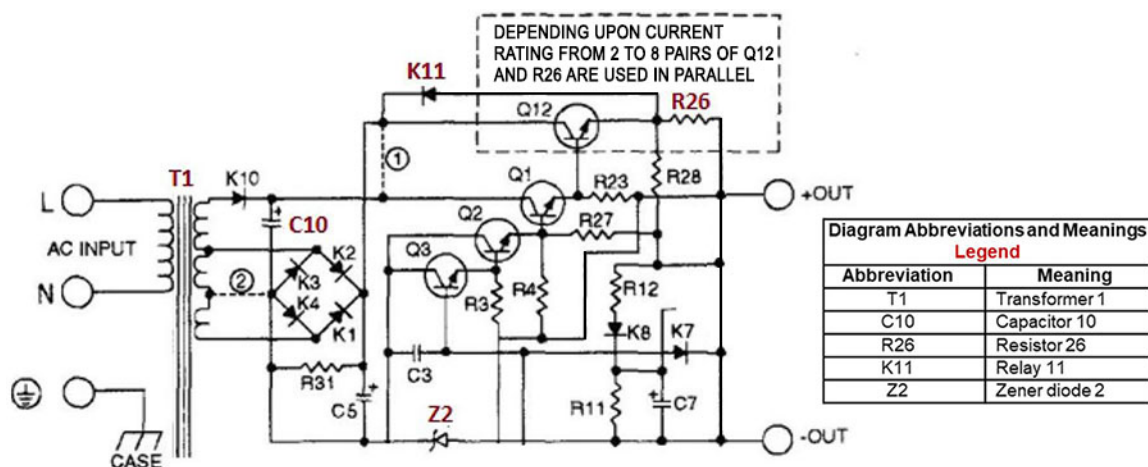 DEPENDING UPON CURRENT
RATING FROM 2 TO 8 PAIRS OF Q12
AND R26 ARE USED IN PARALLEL
K11
R26
Q12
①
R28
T1
K10
Q1
R23
L
+OUT
C10
Q2
R27
AC INPUT
Q3
②
K2
K3
N
K4
R3
R4
R12
K1
K8
K7
R31
C3
C5
R11
C7
Z2
-OUT
CASE
Diagram Abbreviations and Meanings
Legend
Abbreviation Meaning
T1 Transformer 1
C10 Capacitor 10
R26 Resistor 26
K11 Relay 11
Z2 Zener diode 2